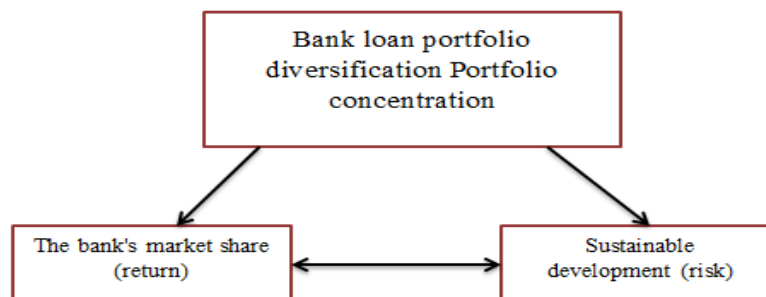 Bank loan portfolio
diversification Portfolio
concentration
The bank's market share
(return)
Sustainable
development (risk)